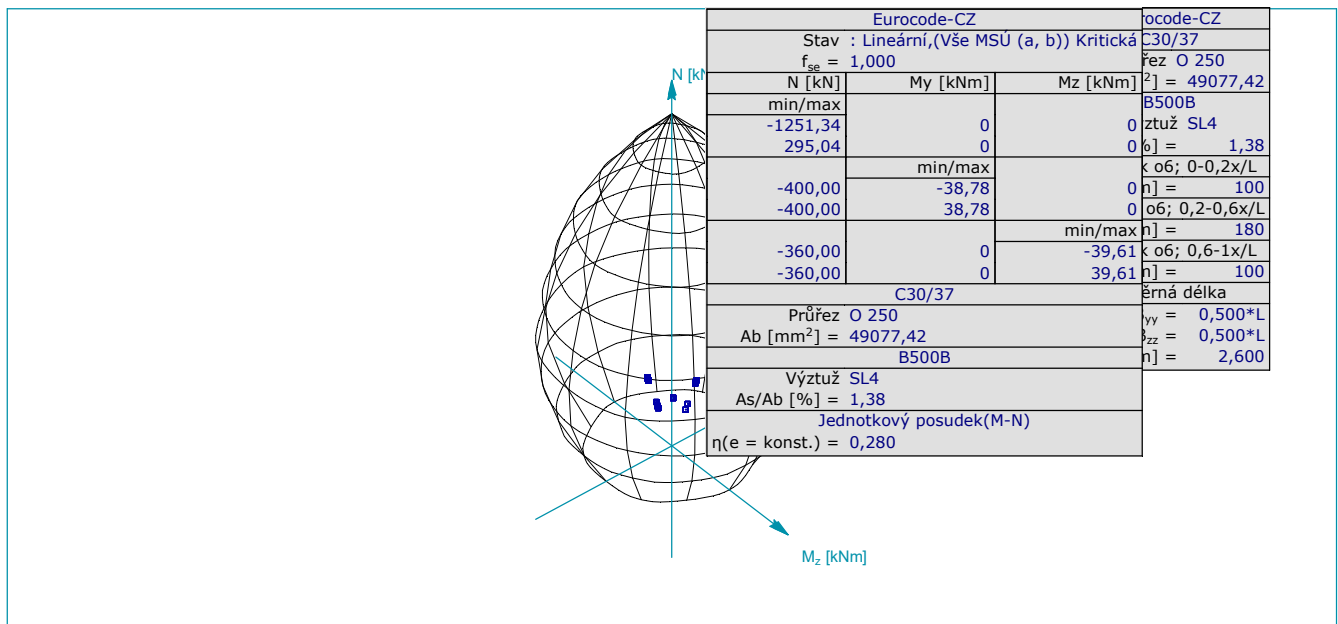 Eurocode-CZ
Stav : Lineární,(Vše MSÚ (a, b)) Kritická
fse = 1,000
N [kN] My [kNm] Mz [kNm]
min/max
-1251,34 0 0
295,04 0 0
min/max
-400,00 -38,78 0
-400,00 38,78 0
min/max
-360,00 0 -39,61
-360,00 0 39,61
C30/37
Průřez O 250
Ab [mm²] = 49077,42
B500B
Výztuž SL4
As/Ab [%] = 1,38
Jednotkový posudek(M-N)
η(e = konst.) = 0,280
rocode-CZ
C30/37
řez O 250
²] = 49077,42
B500B
ztuž SL4
%] = 1,38
k o6; 0-0,2x/L
m] = 100
o6; 0,2-0,6x/L
m] = 180
k o6; 0,6-1x/L
m] = 100
ěrná délka
yy = 0,500*L
zz = 0,500*L
m] = 2,600
N [kN
Mz [kNm]